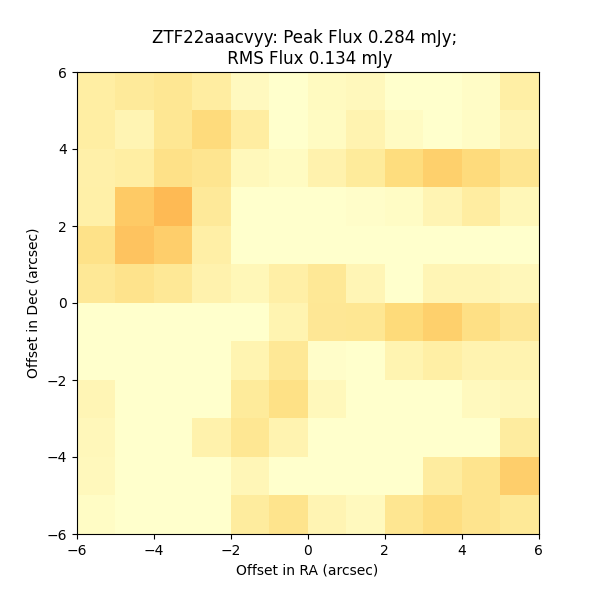 ZTF22aaacvyy: Peak Flux 0.284 mJy;
RMS Flux 0.134 mJy
6
4
2
0
−2
−4
−6
Offset in Dec (arcsec)
−6 −4 −2 0 2 4 6
Offset in RA (arcsec)